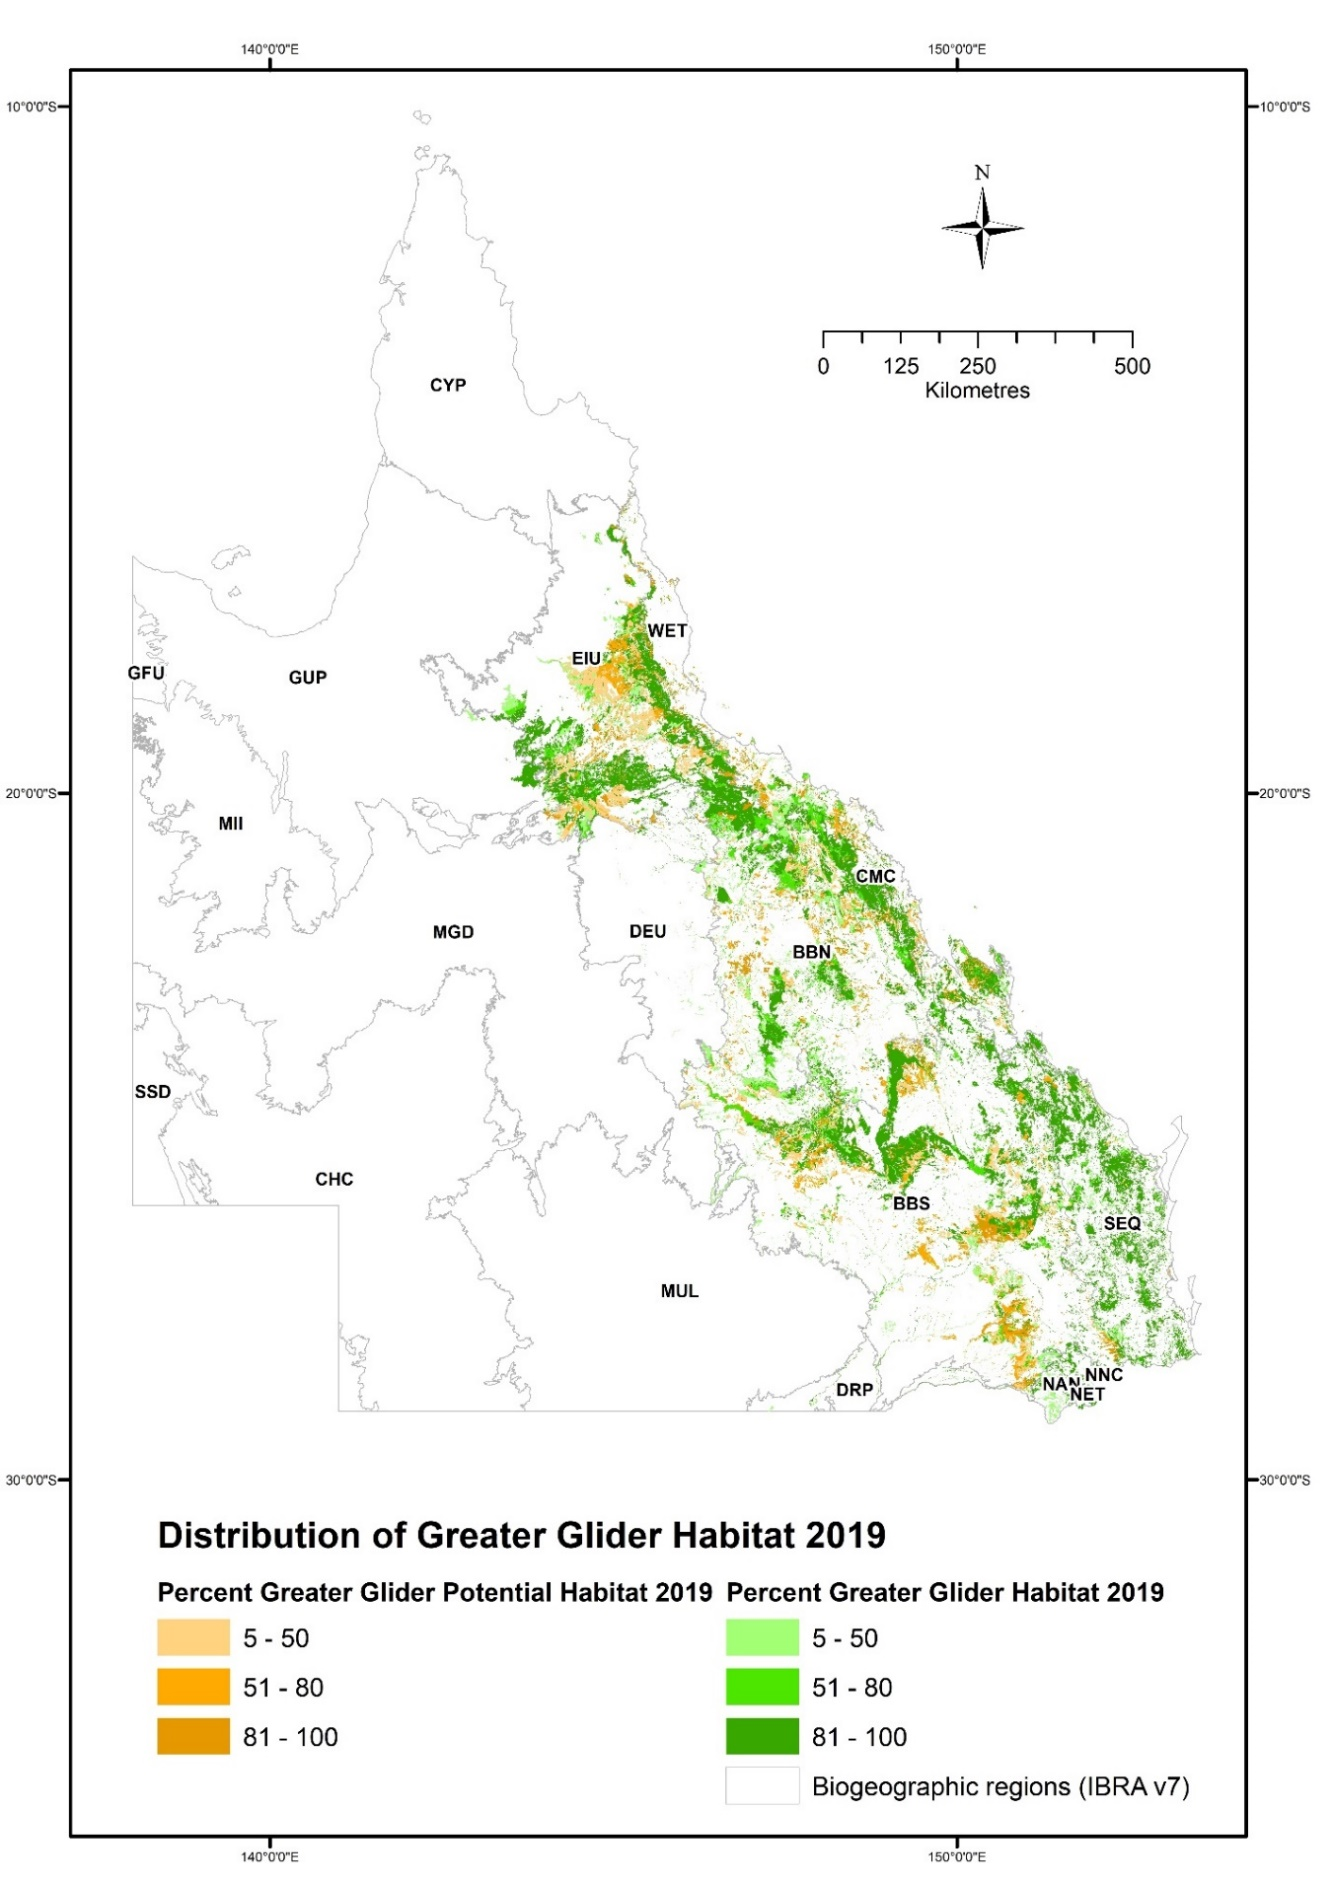 140°0'0"E 150°0'0"E
10°0'0"S 10°0'0"S
N
0 125 250 500
Kilometres
CYP
WET
EIU
GFU
GUP
20°0'0"S 20°0'0"S
MII
CMC
MGD
DEU
BBN
SSD
CHC
BBS
SEQ
MUL
NNC
NAN
DRP
NET
30°0'0"S 30°0'0"S
Distribution of Greater Glider Habitat 2019
Percent Greater Glider Potential Habitat 2019
5 - 50
51 - 80
81 - 100
Percent Greater Glider Habitat 2019
5 - 50
51 - 80
81 - 100
Biogeographic regions (IBRA v7)
140°0'0"E 150°0'0"E